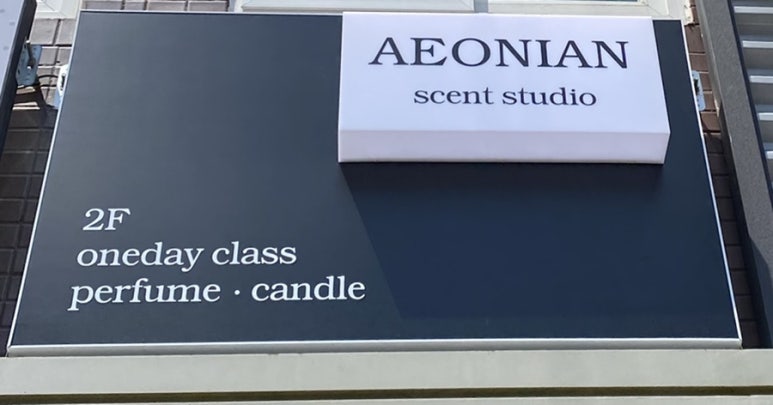 AEONIAN
scent studio
2F
oneday class
perfume · candle